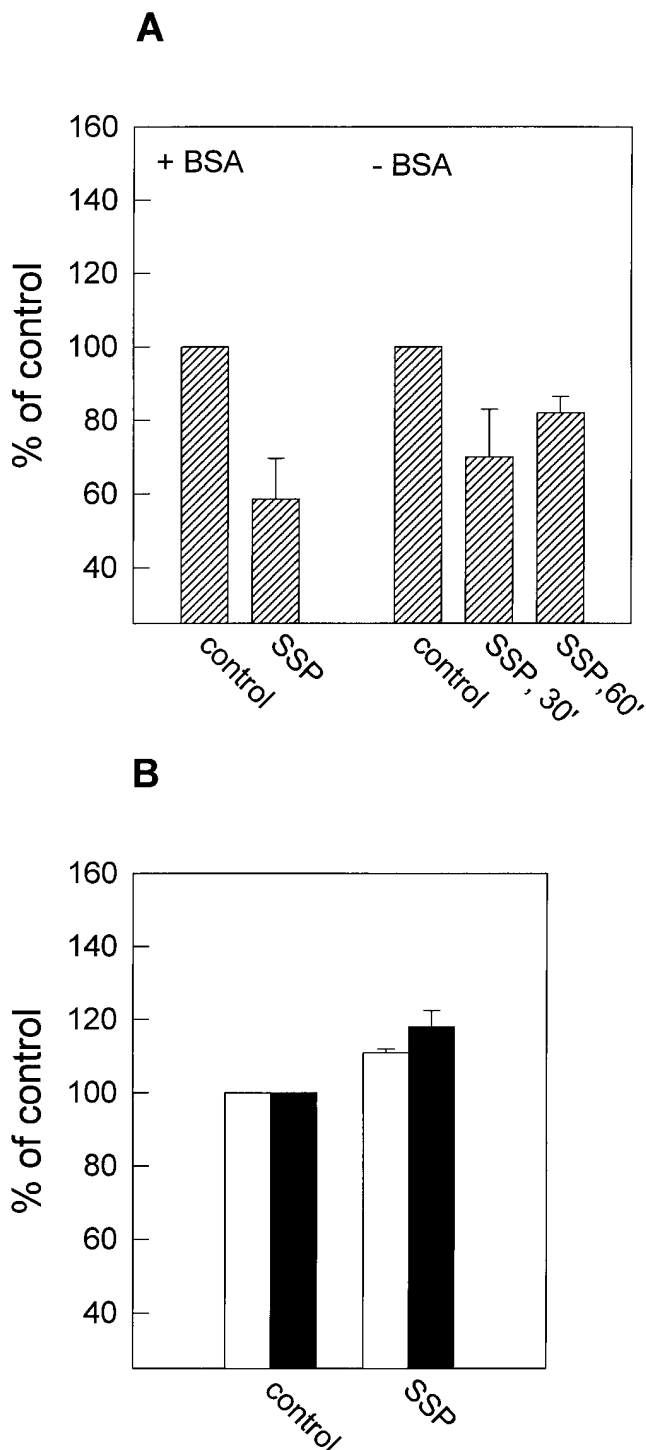 A
% of control
160
140
120
100
80
60
40
+ BSA
- BSA
control
SSP
control
SSP, 30'
SSP,60'
B
% of control
160
140
120
100
80
60
40
control
SSP